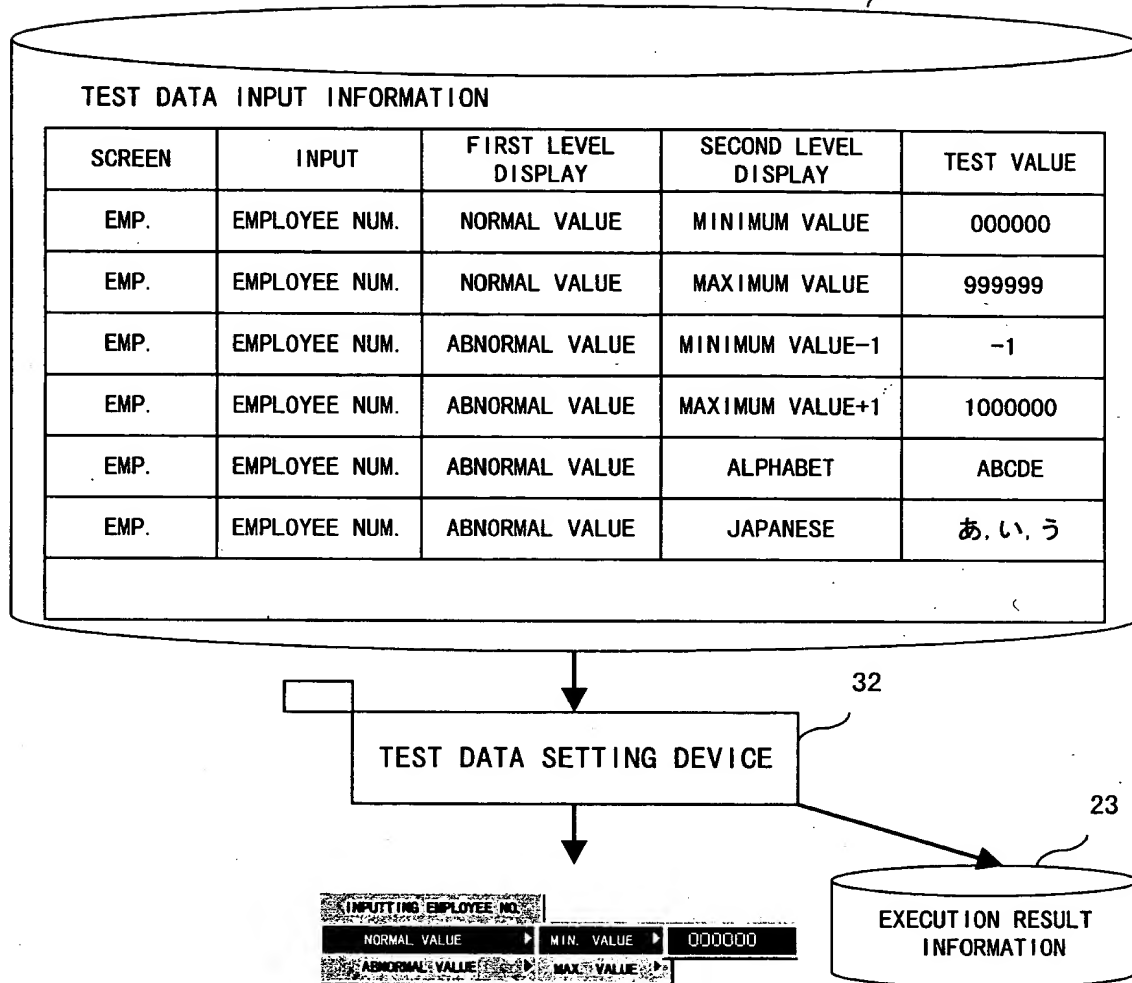 TEST DATA INPUT INFORMATION
SCREEN INPUT FIRST LEVEL DISPLAY SECOND LEVEL DISPLAY TEST VALUE
EMP. EMPLOYEE NUM. NORMAL VALUE MINIMUM VALUE 000000
EMP. EMPLOYEE NUM. NORMAL VALUE MAXIMUM VALUE 999999
EMP. EMPLOYEE NUM. ABNORMAL VALUE MINIMUM VALUE-1 -1
EMP. EMPLOYEE NUM. ABNORMAL VALUE MAXIMUM VALUE+1 1000000
EMP. EMPLOYEE NUM. ABNORMAL VALUE ALPHABET ABCDE
EMP. EMPLOYEE NUM. ABNORMAL VALUE JAPANESE あ,い,う
32
TEST DATA SETTING DEVICE
23
INPUTTING EMPLOYEE NO.
NORMAL VALUE MIN. VALUE 000000
ABNORMAL VALUE MAX. VALUE
EXECUTION RESULT
INFORMATION